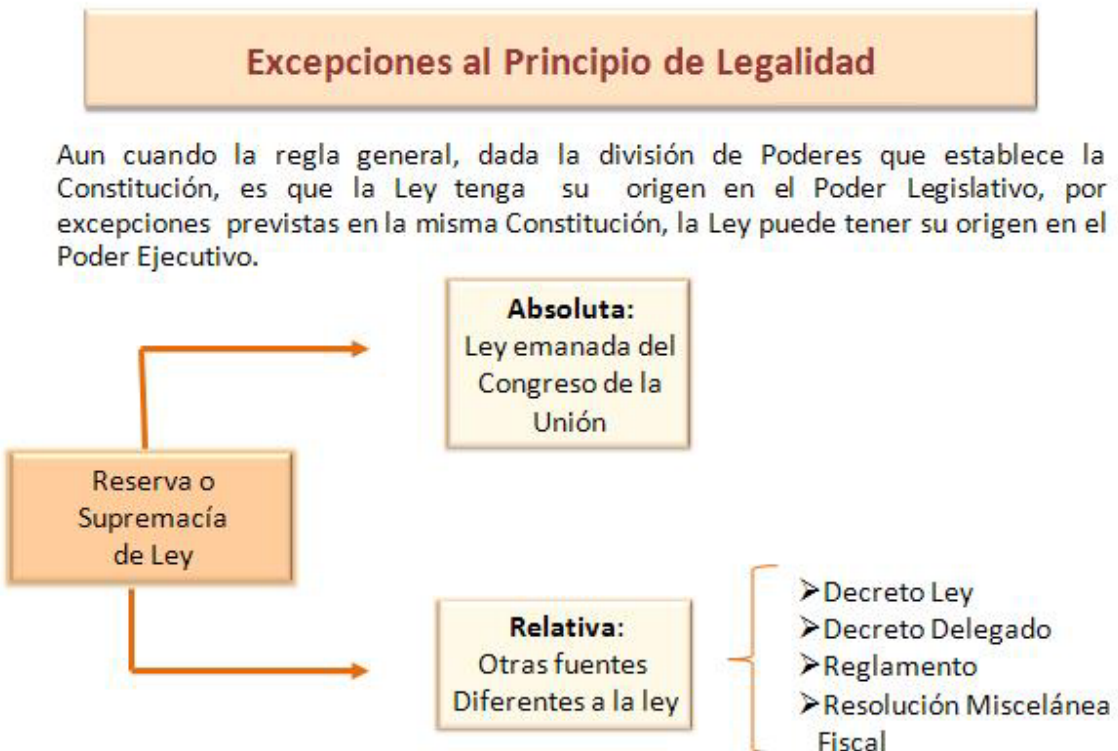 Excepciones al Principio de Legalidad
Aun cuando la regla general, dada la división de Poderes que establece la
Constitución, es que la Ley tenga su origen en el Poder Legislativo, por
excepciones previstas en la misma Constitución, la Ley puede tener su origen en el
Poder Ejecutivo.
Absoluta:
Ley emanada del
Congreso de la
Unión
Reserva o
Supremacía
de Ley
Relativa:
Otras fuentes
Diferentes a la ley
➢Decreto Ley
➢Decreto Delegado
➢Reglamento
➢Resolución Miscelánea
Fiscal